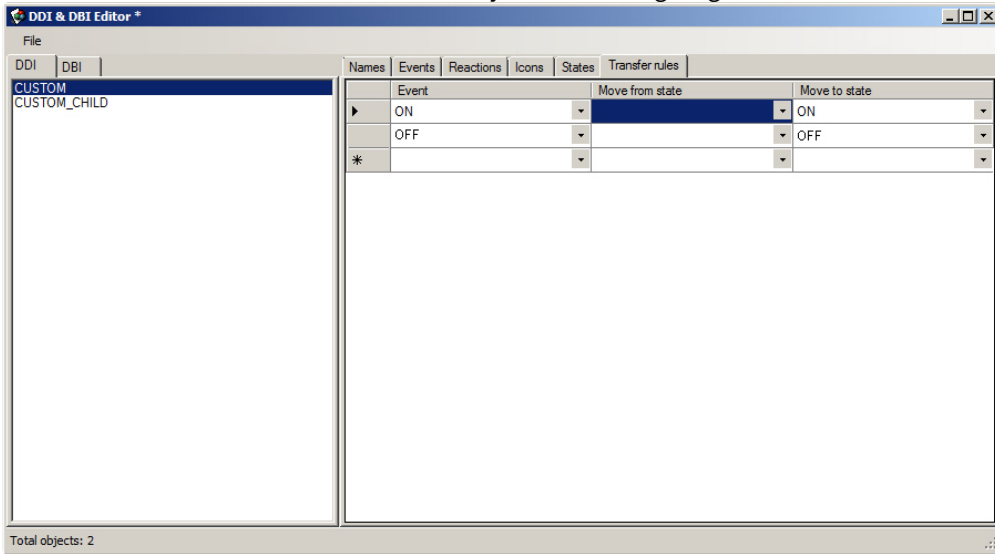 DDI & DBI Editor *
File
DDI DBI
Names Events Reactions Icons States Transfer rules
CUSTOM
CUSTOM_CHILD
Event Move from state Move to state
ON ON
OFF OFF
Total objects: 2